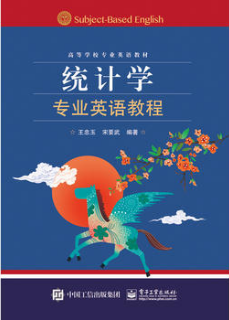 Subject-Based English
高等学校专业英语教材
统计学
专业英语教程
◇ 王忠玉 宋要武 编著 ◇
中国工信出版集团
电子工业出版社